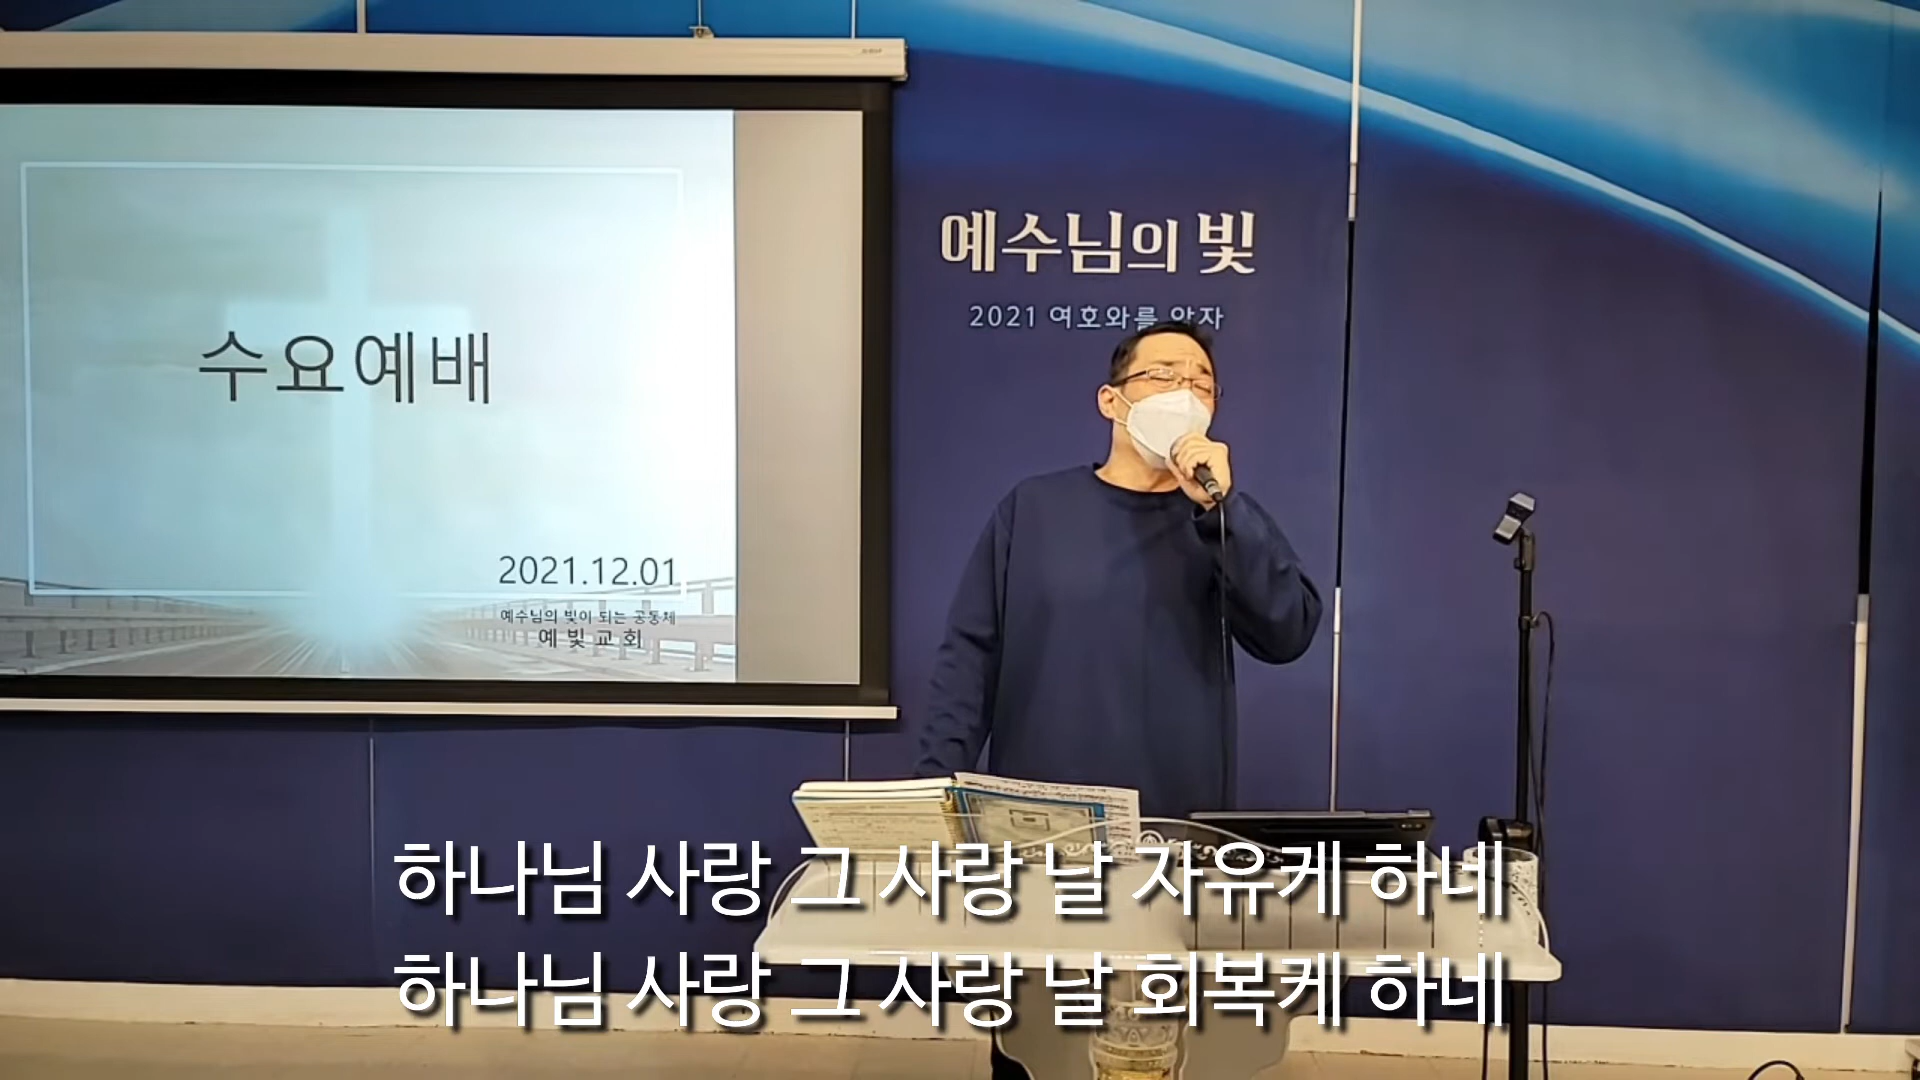 수요예배
2021.12.01
예수님의 빛이 되는 공동체
예빛교회
예수님의 빛
2021 여호와를 알자
하나님 사랑 그 사랑 날 자유케 하네
하나님 사랑 그 사랑 날 회복케 하네